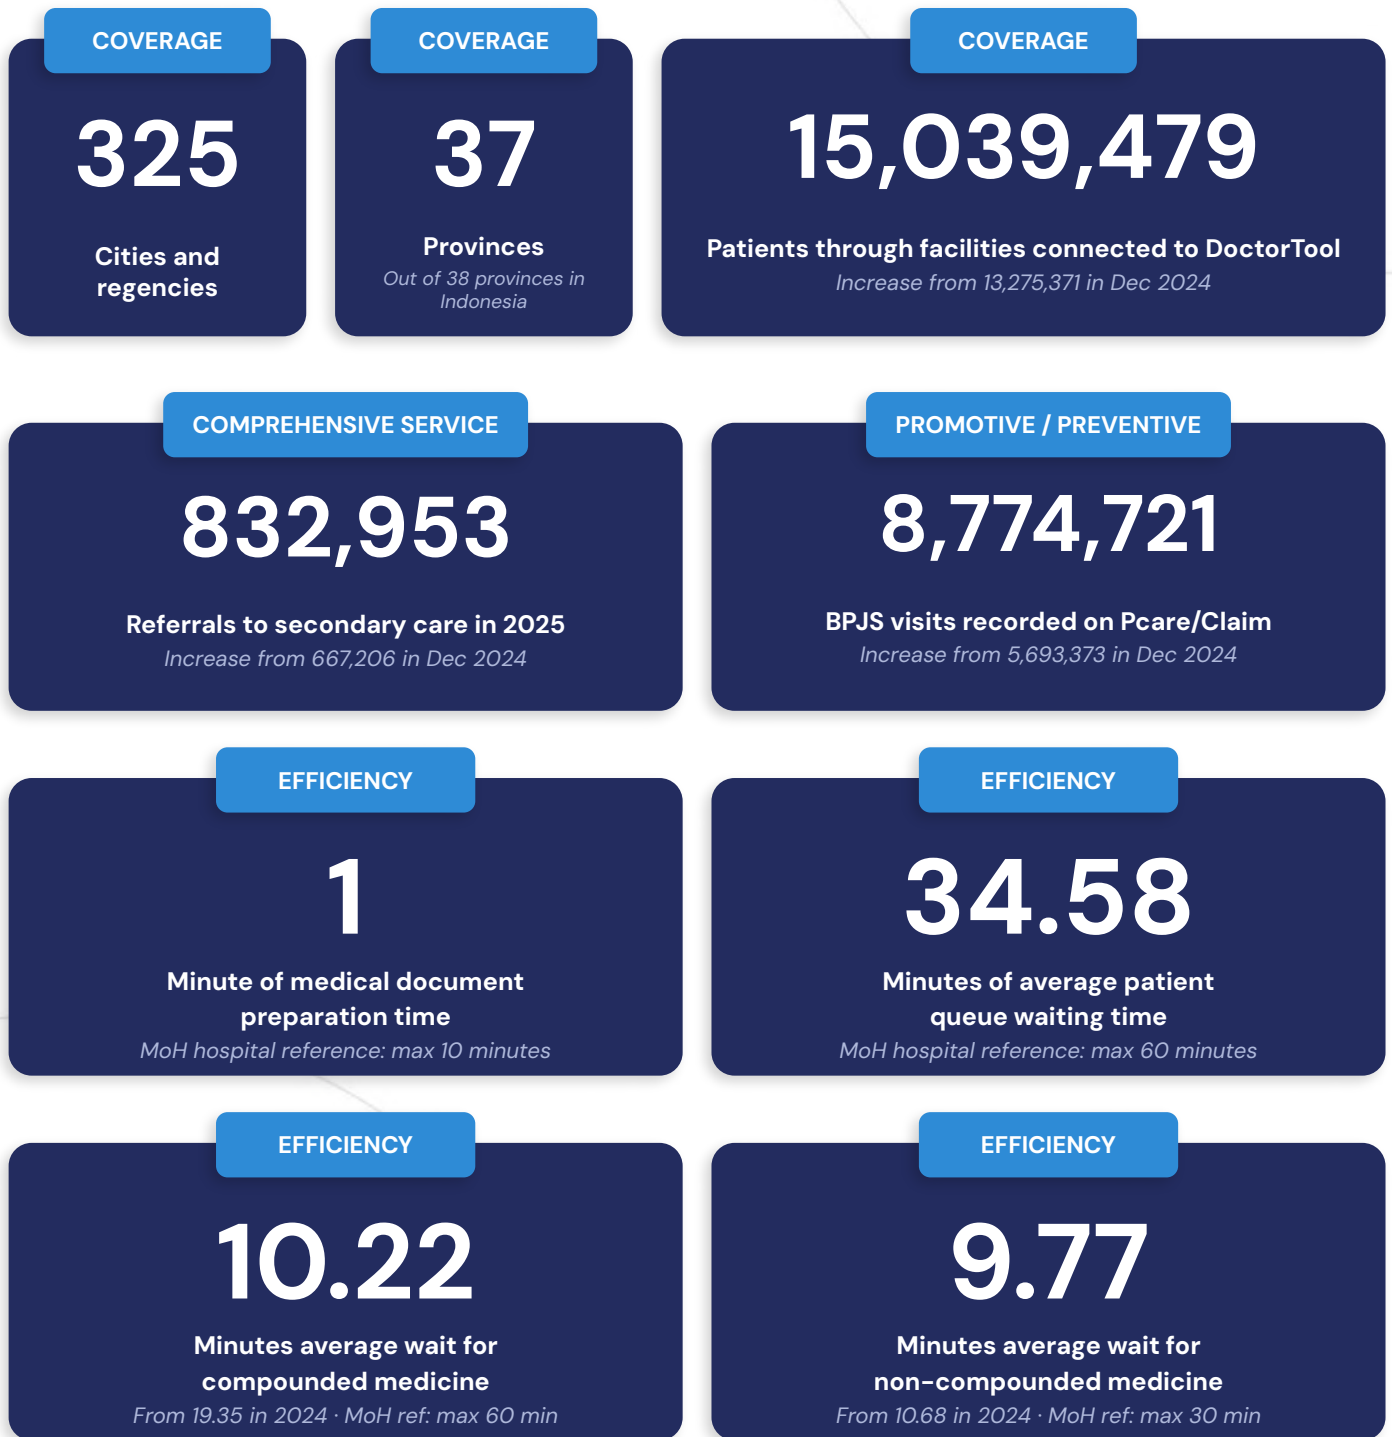 COVERAGE
325
Cities and
regencies
COVERAGE
37
Provinces
Out of 38 provinces in
Indonesia
COVERAGE
15,039,479
Patients through facilities connected to DoctorTool
Increase from 13,275,371 in Dec 2024
COMPREHENSIVE SERVICE
832,953
Referrals to secondary care in 2025
Increase from 667,206 in Dec 2024
PROMOTIVE / PREVENTIVE
8,774,721
BPJS visits recorded on Pcare/Claim
Increase from 5,693,373 in Dec 2024
EFFICIENCY
1
Minute of medical document
preparation time
MoH hospital reference: max 10 minutes
EFFICIENCY
34.58
Minutes of average patient
queue waiting time
MoH hospital reference: max 60 minutes
EFFICIENCY
10.22
Minutes average wait for
compounded medicine
From 19.35 in 2024 · MoH ref: max 60 min
EFFICIENCY
9.77
Minutes average wait for
non-compounded medicine
From 10.68 in 2024 · MoH ref: max 30 min